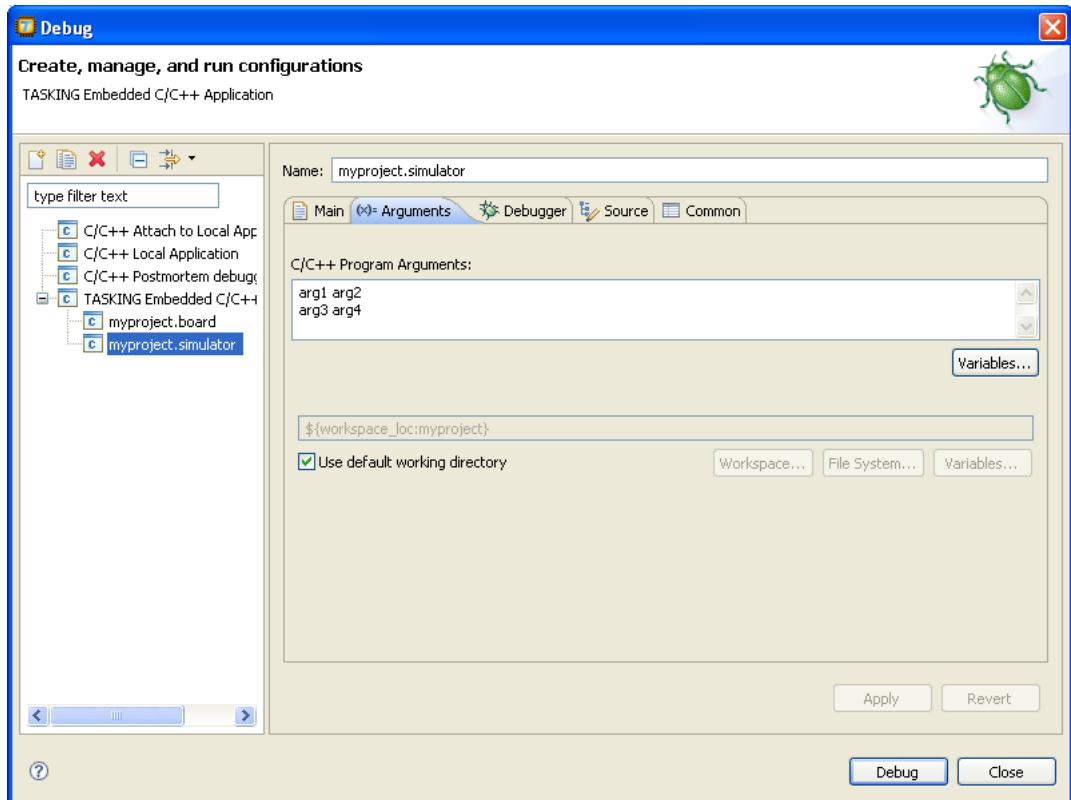 Debug
Create, manage, and run configurations
TASKING Embedded C/C++ Application
type filter text
C/C++ Attach to Local App
C/C++ Local Application
C/C++ Postmortem debugg
TASKING Embedded C/C++
myproject.board
myproject.simulator
Name: myproject.simulator
Main (x)= Arguments Debugger Source Common
C/C++ Program Arguments:
arg1 arg2
arg3 arg4
Variables...
${workspace_loc:myproject}
Use default working directory Workspace... File System... Variables...
Apply Revert
Debug Close